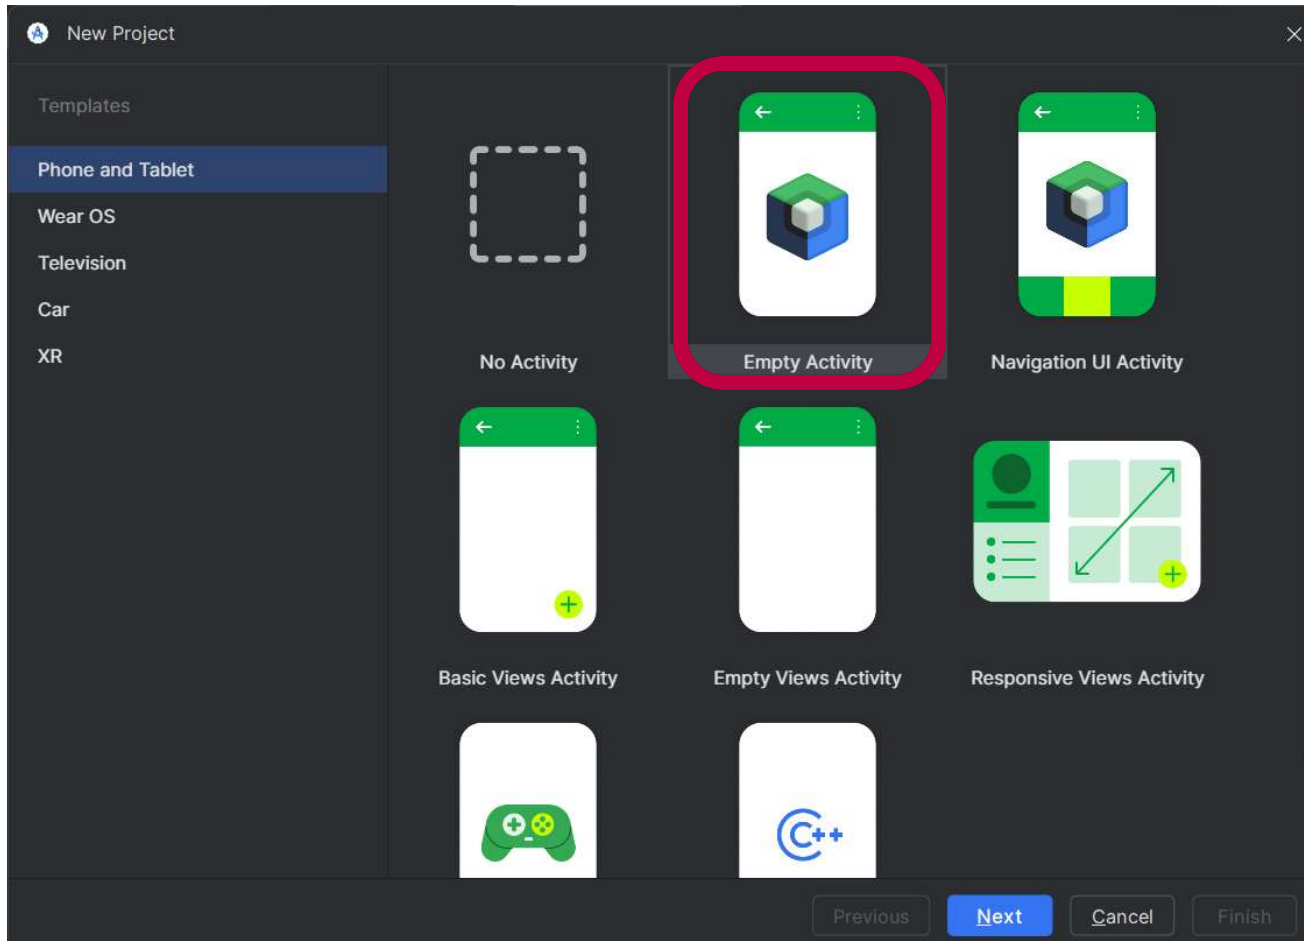 New Project
Templates
Phone and Tablet
Wear OS
Television
Car
XR
No Activity
Empty Activity
Navigation UI Activity
Basic Views Activity
Empty Views Activity
Responsive Views Activity
C++
Previous
Next
Cancel
Finish